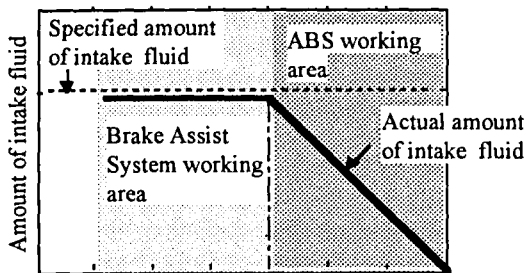 Amount of intake fluid
Specified amount
of intake fluid
ABS working
area
Brake Assist
System working
area
Actual amount
of intake fluid